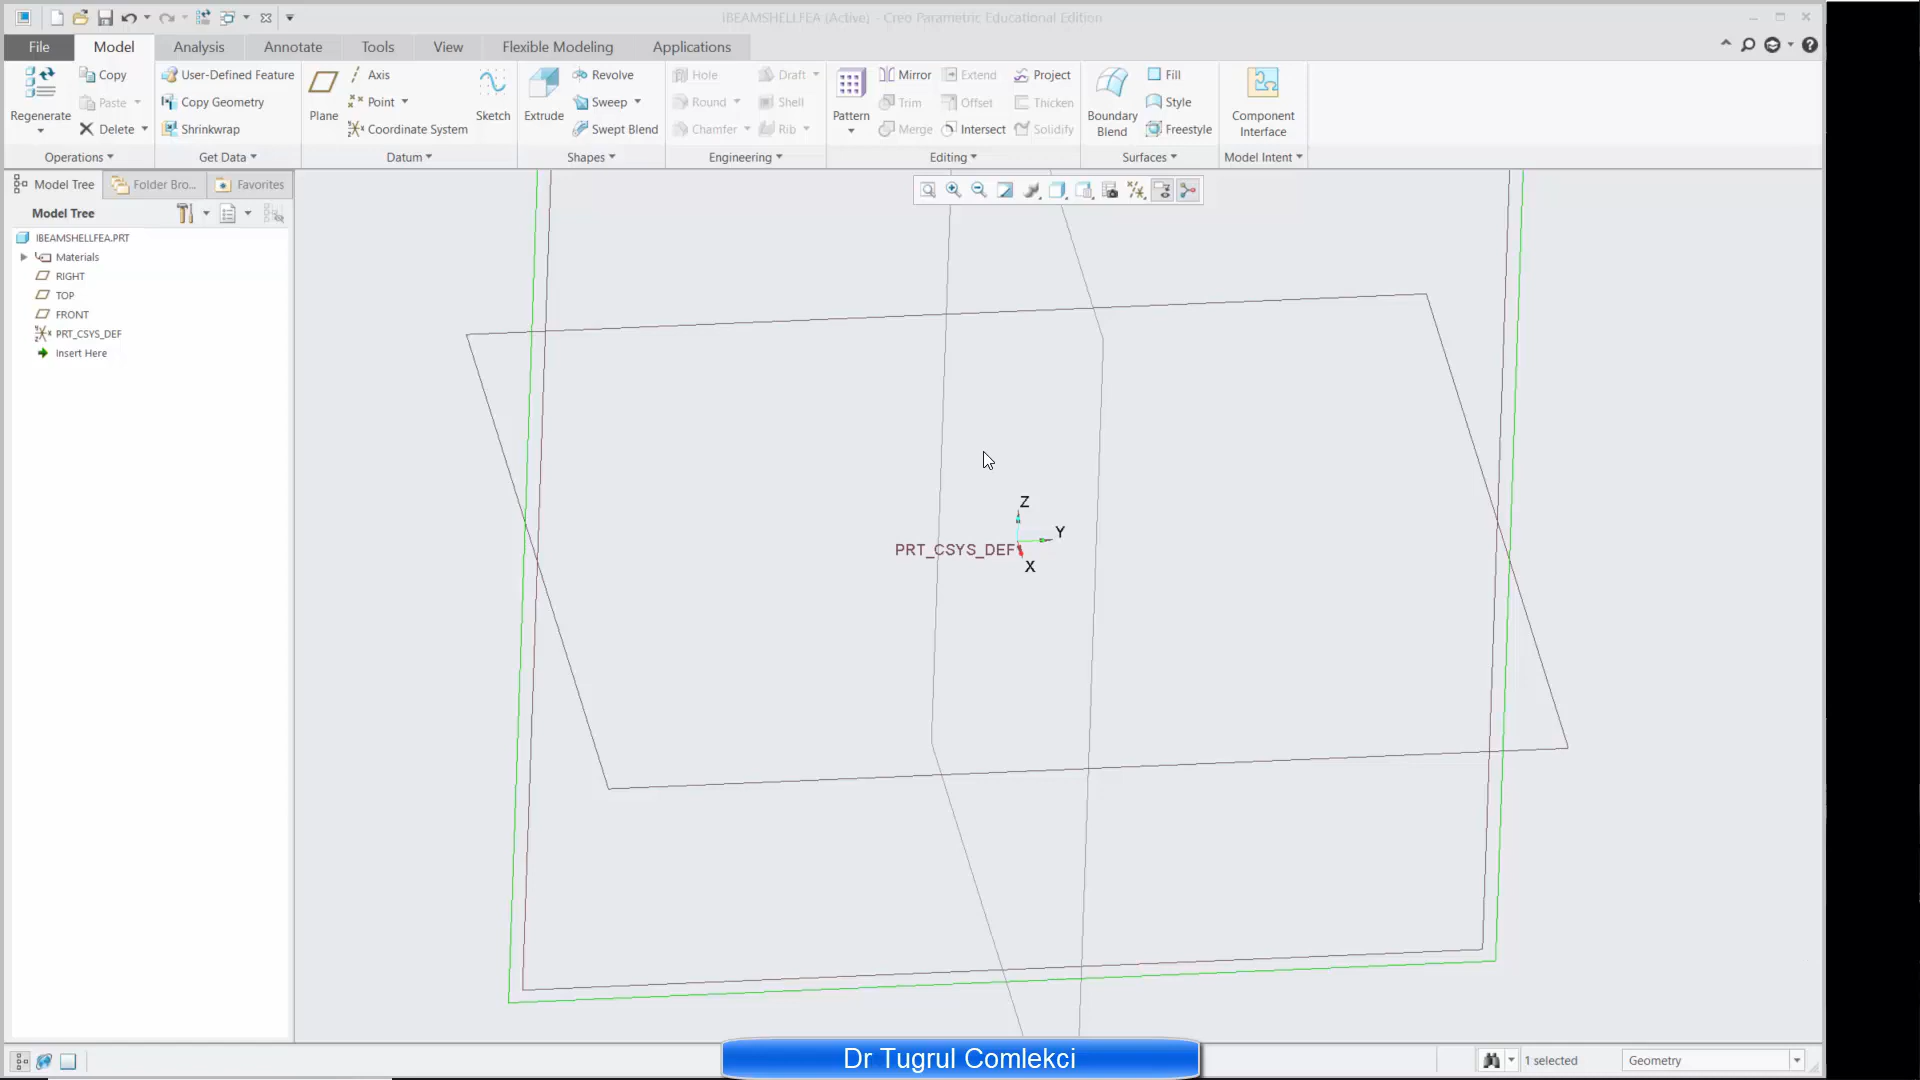 IBEAMSHELLFEA (Active) - Creo Parametric Educational Edition
File Model Analysis Annotate Tools View Flexible Modeling Applications
Regenerate
Copy
Paste
Delete
Operations
User-Defined Feature
Copy Geometry
Shrinkwrap
Get Data
Plane
Axis
Point
Coordinate System
Datum
Sketch
Extrude
Revolve
Sweep
Swept Blend
Shapes
Hole
Round
Chamfer
Draft
Shell
Rib
Engineering
Pattern
Mirror
Trim
Merge
Extend
Offset
Intersect
Project
Thicken
Solidify
Editing
Boundary
Blend
Fill
Style
Freestyle
Surfaces
Component
Interface
Model Intent
Model Tree Folder Bro... Favorites
Model Tree
IBEAMSHELLFEA.PRT
Materials
RIGHT
TOP
FRONT
PRT_CSYS_DEF
Insert Here
Z
Y
PRT_CSYS_DEF
X
Dr Tugrul Comlekci
1 selected
Geometry